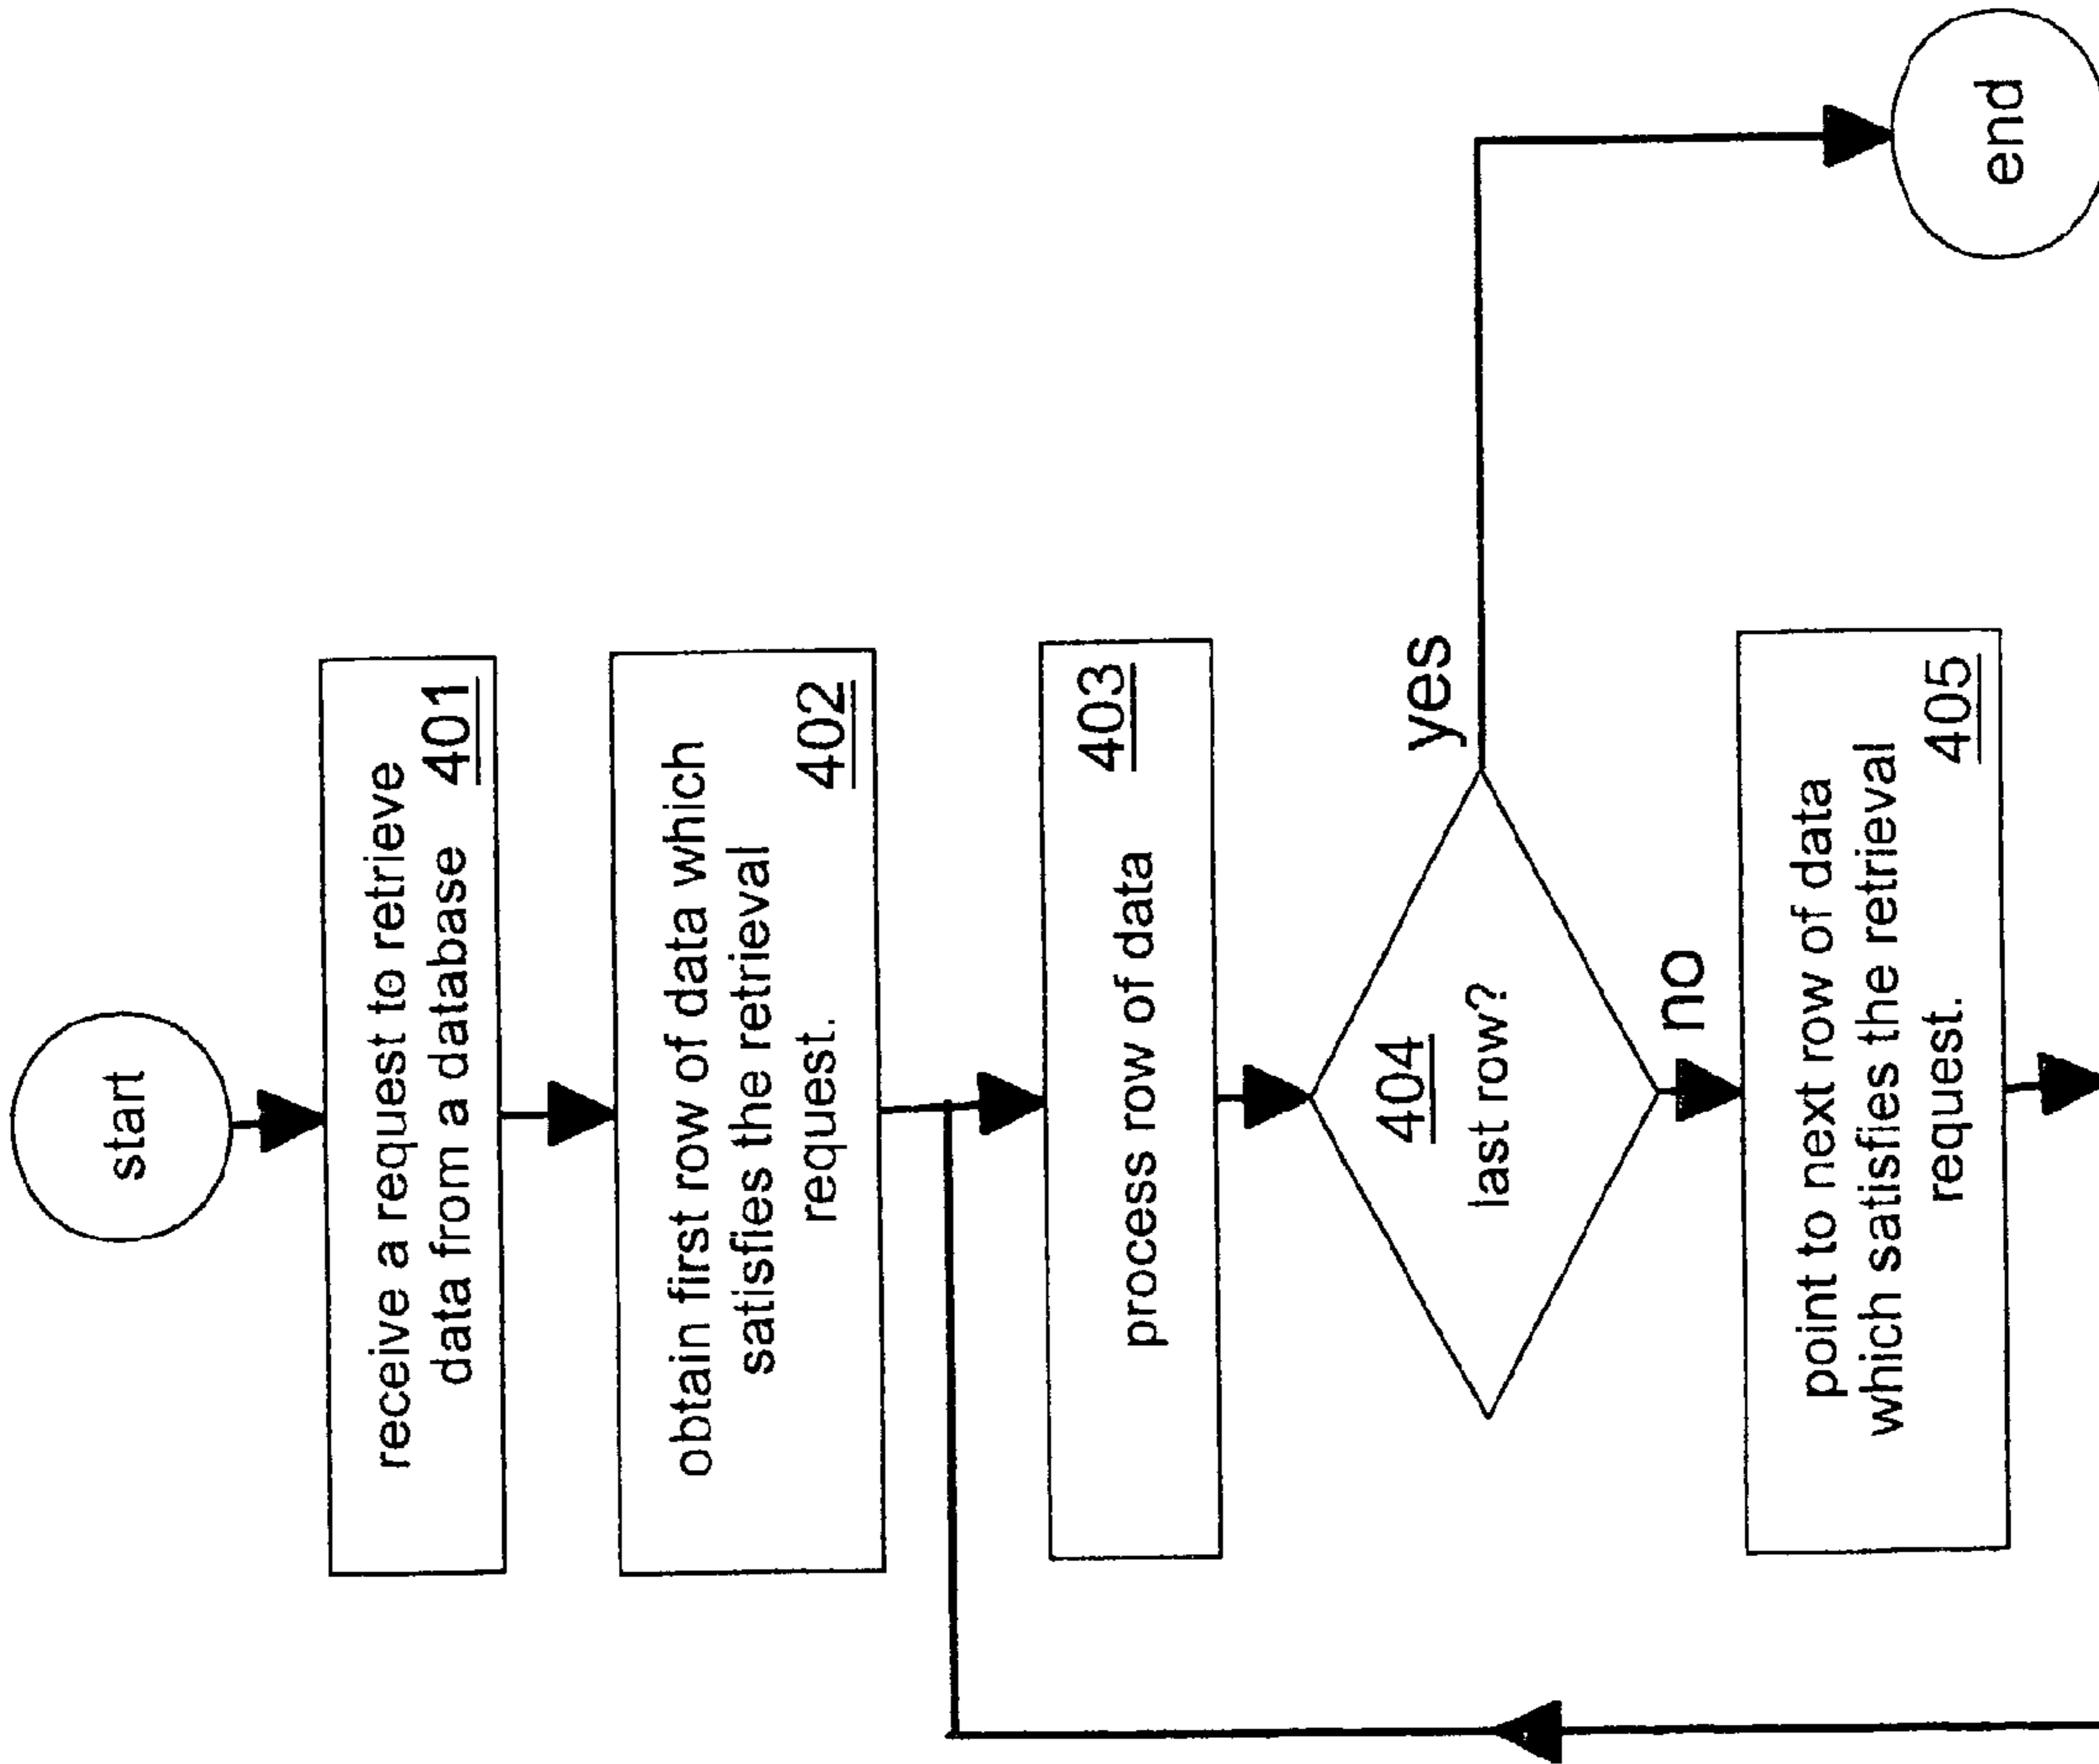 start
receive a request to retrieve
data from a database 401
obtain first row of data which
satisfies the retrieval
request. 402
process row of data 403
404
last row?
yes
no
point to next row of data
which satisfies the retrieval
request. 405
end